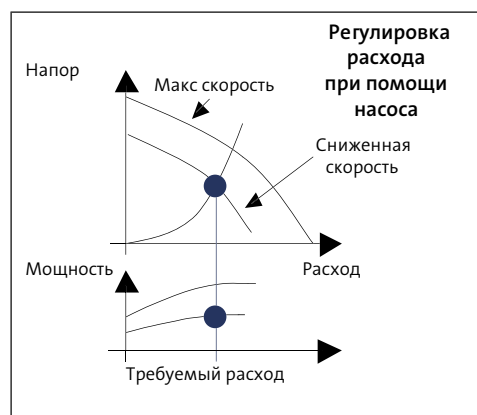 Регулировка
расхода
при помощи
насоса
Напор
Макс скорость
Сниженная
скорость
Мощность
Расход
Требуемый расход